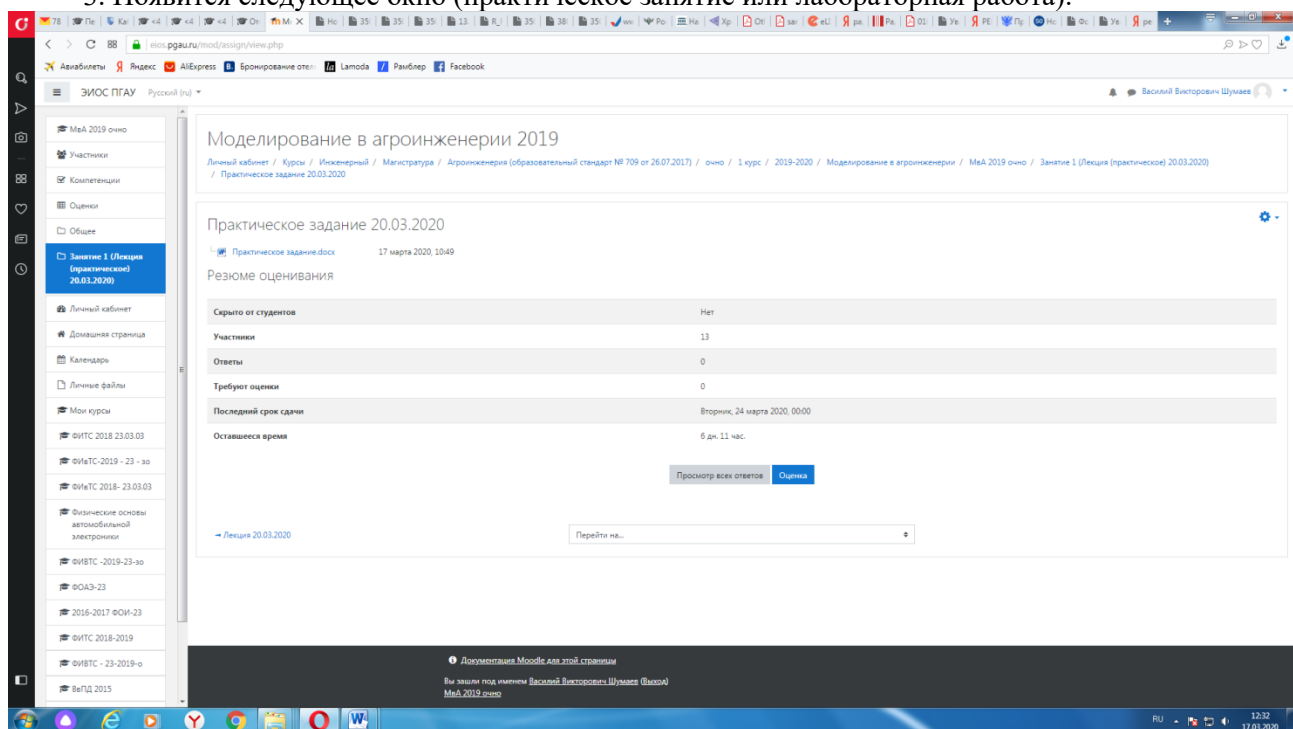 5. Появится следующее окно (практическое занятие или лабораторная работа).
eios.pgau.ru/mod/assign/view.php
Авиабилеты Яндекс AliExpress Бронирование отел Lamoda Рамблер Facebook
ЭИОС ПГАУ Русский (ru)
Василий Викторович Шумаев
МвА 2019 очно
Участники
Компетенции
Оценки
Общее
Занятие 1 (Лекция
(практическое)
20.03.2020)
Личный кабинет
Домашняя страница
Календарь
Личные файлы
Мои курсы
ФИТС 2018 23.03.03
ФИвТС-2019 - 23 - зо
ФИвТС 2018- 23.03.03
Физические основы
автомобильной
электроники
ФИВТС -2019-23-зо
ФОАЭ-23
2016-2017 ФОИ-23
ФИТС 2018-2019
ФИВТС - 23-2019-о
ВеПД 2015
Моделирование в агроинженерии 2019
Личный кабинет / Курсы / Инженерный / Магистратура / Агроинженерия (образовательный стандарт № 709 от 26.07.2017) / очно / 1 курс / 2019-2020 / Моделирование в агроинженерии / МвА 2019 очно / Занятие 1 (Лекция (практическое) 20.03.2020)
/ Практическое задание 20.03.2020
Практическое задание 20.03.2020
Практическое задание.docx 17 марта 2020, 10:49
Резюме оценивания
Скрыто от студентов Нет
Участники 13
Ответы 0
Требуют оценки 0
Последний срок сдачи Вторник, 24 марта 2020, 00:00
Оставшееся время 6 дн. 11 час.
Просмотр всех ответов Оценка
→ Лекция 20.03.2020 Перейти на...
Документация Moodle для этой страницы
Вы зашли под именем Василий Викторович Шумаев (Выход)
МвА 2019 очно
RU 12:32
17.03.2020